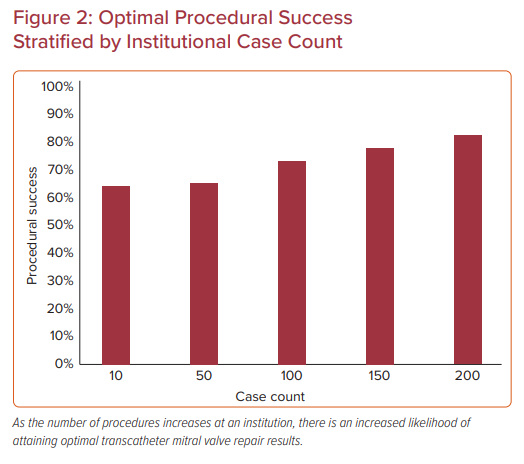 Figure 2: Optimal Procedural Success
Stratified by Institutional Case Count
100%
90%
80%
70%
60%
50%
40%
30%
20%
10%
0%
Procedural success
10 50 100 150 200
Case count
As the number of procedures increases at an institution, there is an increased likelihood of
attaining optimal transcatheter mitral valve repair results.